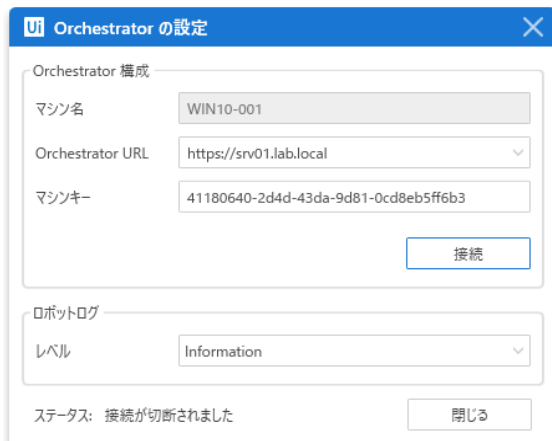 Ui Orchestrator の設定
Orchestrator 構成
マシン名 WIN10-001
Orchestrator URL https://srv01.lab.local
マシンキー 41180640-2d4d-43da-9d81-0cd8eb5ff6b3
接続
ロボットログ
レベル Information
ステータス: 接続が切断されました 閉じる